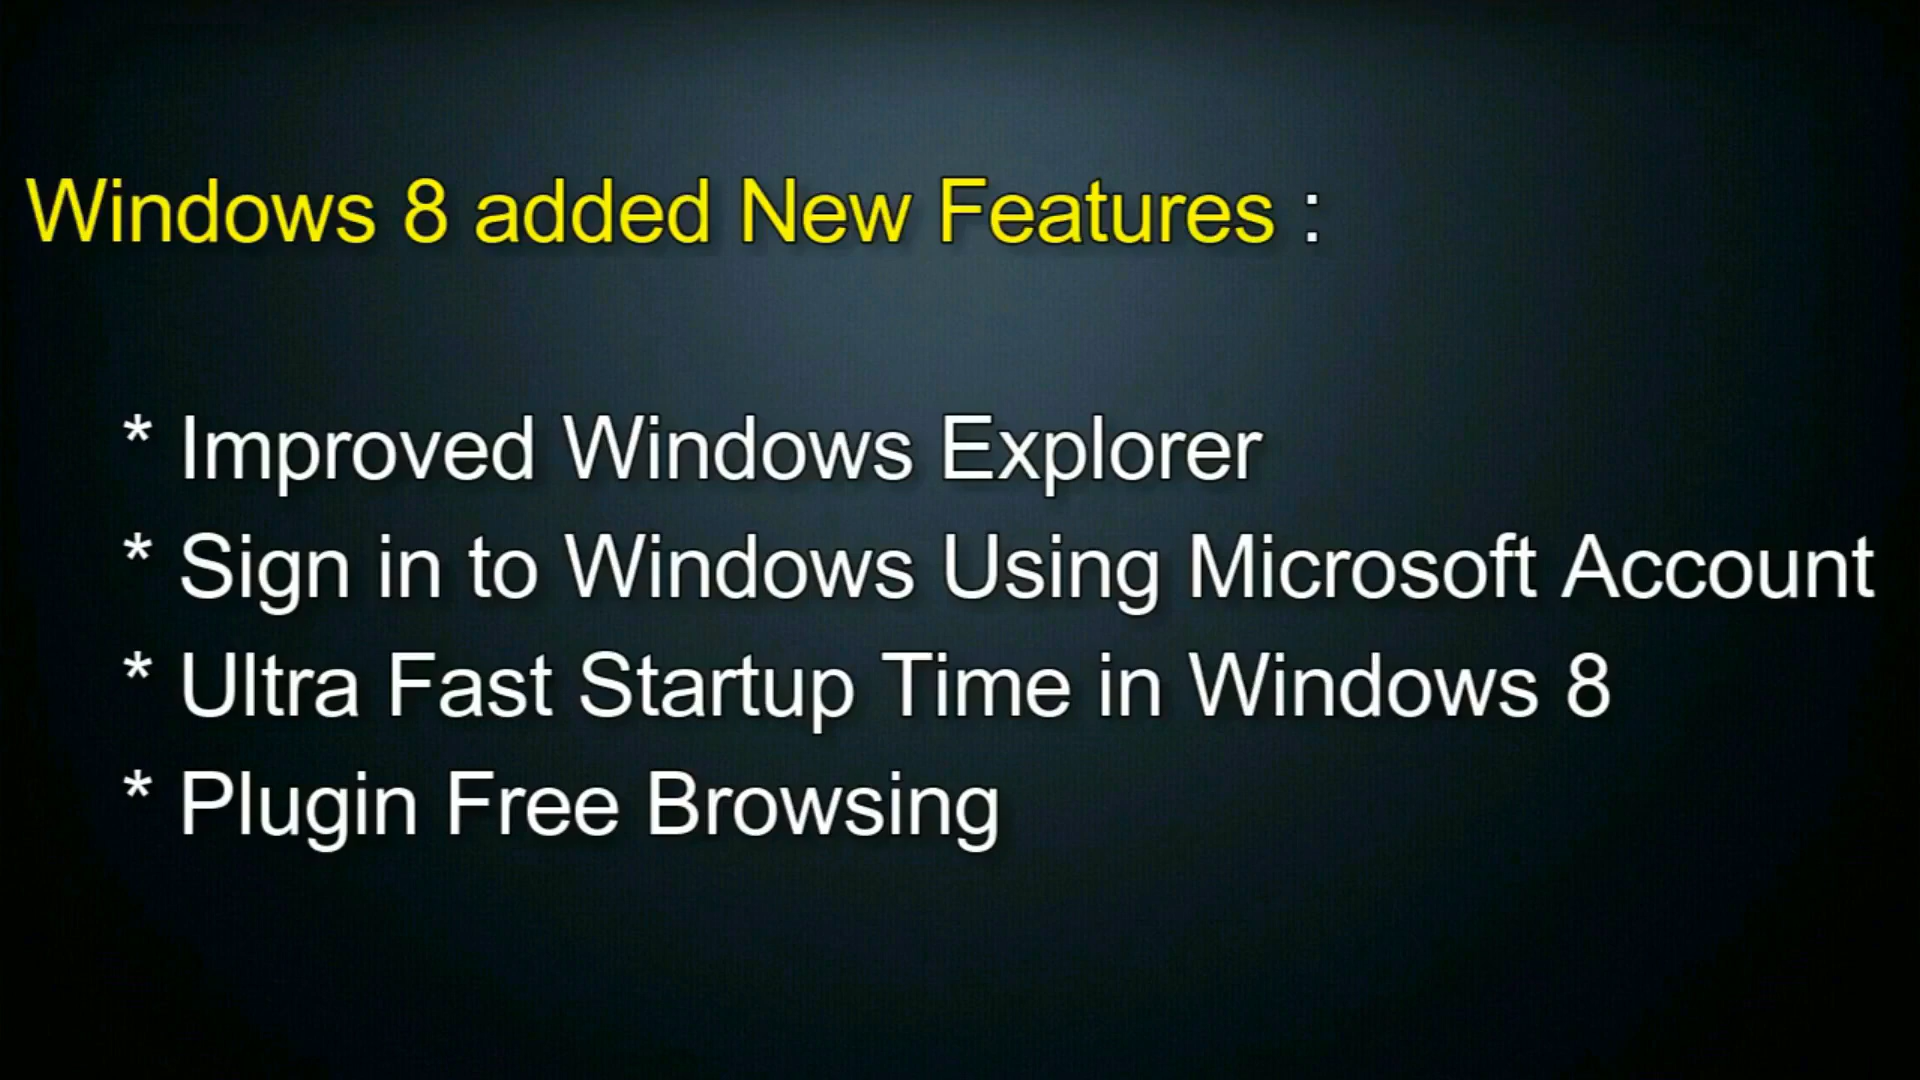 Windows 8 added New Features :
* Improved Windows Explorer
* Sign in to Windows Using Microsoft Account
* Ultra Fast Startup Time in Windows 8
* Plugin Free Browsing